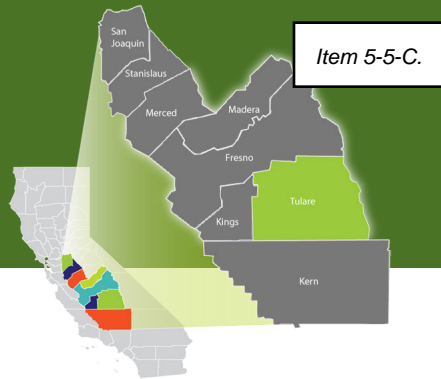 San
Joaquin
Item 5-5-C.
Stanislaus
Merced
Madera
Fresno
Tulare
Kings
Kern